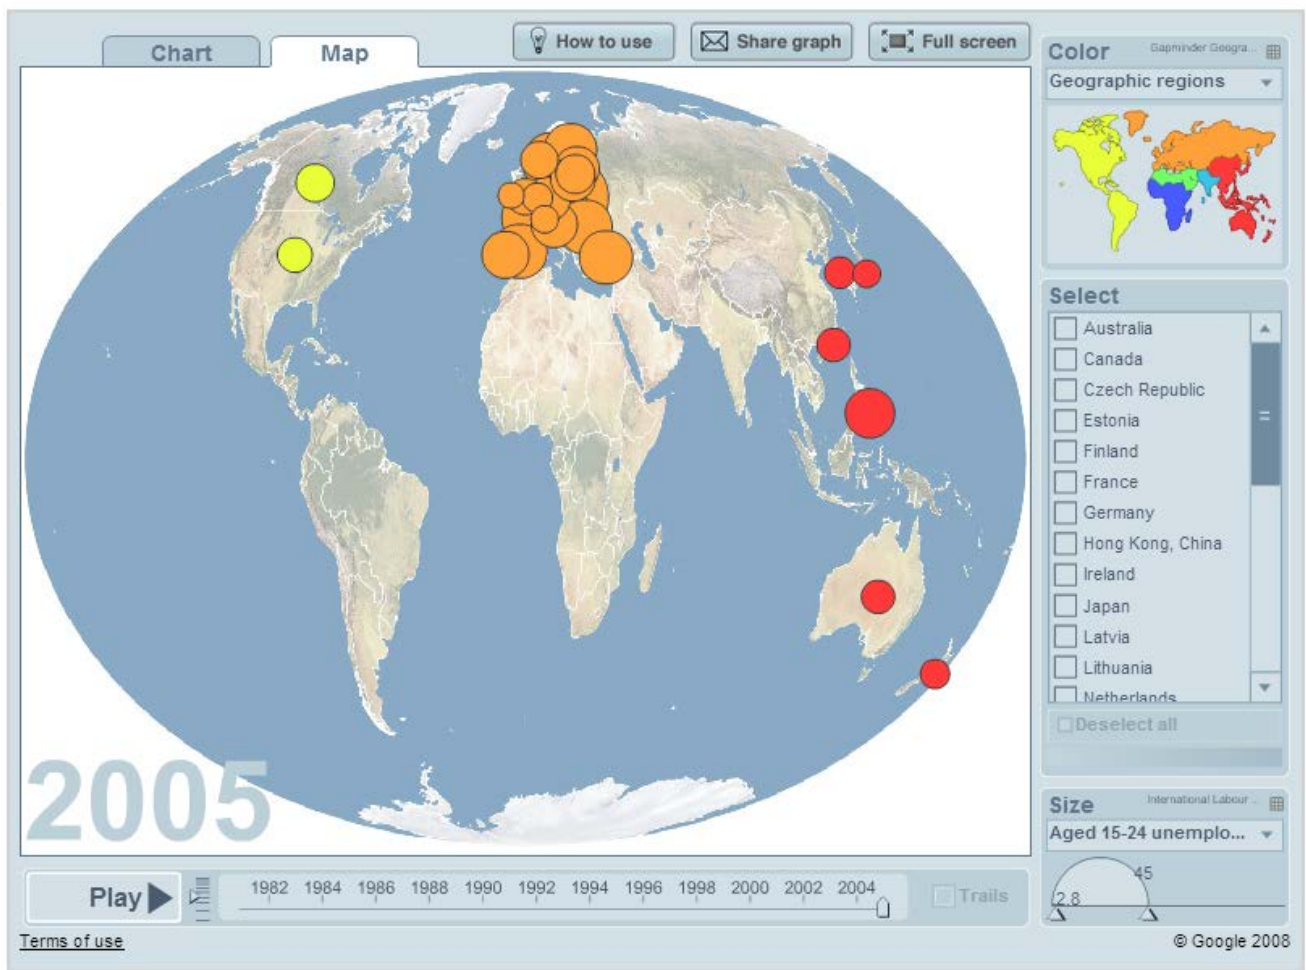 Chart
Map
How to use
Share graph
Full screen
Color
Gapminder Geogra...
Geographic regions
Select
Australia
Canada
Czech Republic
Estonia
Finland
France
Germany
Hong Kong, China
Ireland
Japan
Latvia
Lithuania
Netherlands
Deselect all
2005
Size
International Labour ...
Aged 15-24 unemplo...
45
2.8
Play
1982 1984 1986 1988 1990 1992 1994 1996 1998 2000 2002 2004
Trails
Terms of use
© Google 2008